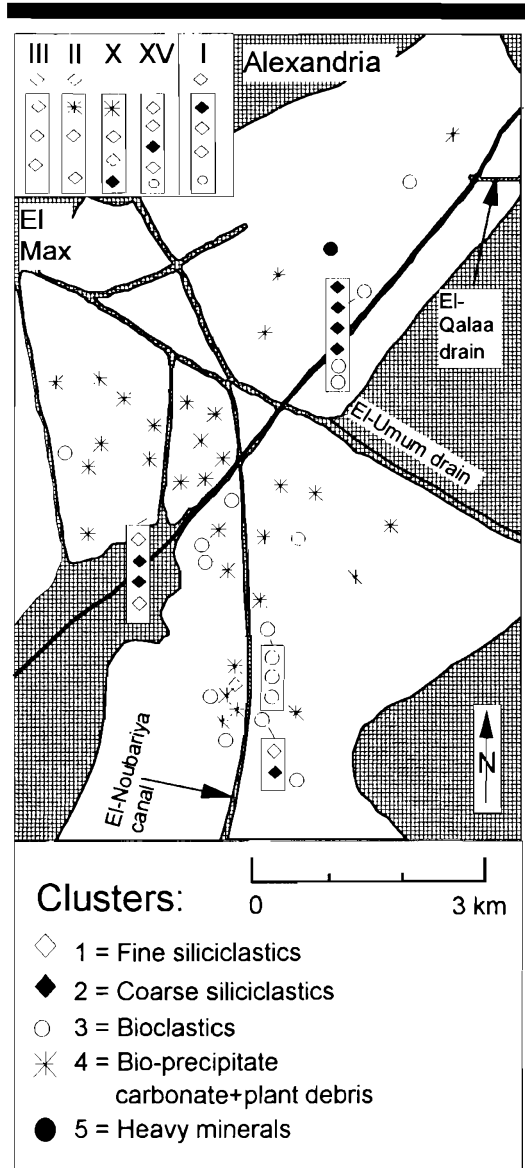 III II X XV I
Alexandria
El
Max
El-
Qalaa
drain
El-Umum drain
El-Noubariya
canal
N
Clusters:
0 3 km
1 = Fine siliciclastics
2 = Coarse siliciclastics
3 = Bioclastics
4 = Bio-precipitate
carbonate+plant debris
5 = Heavy minerals